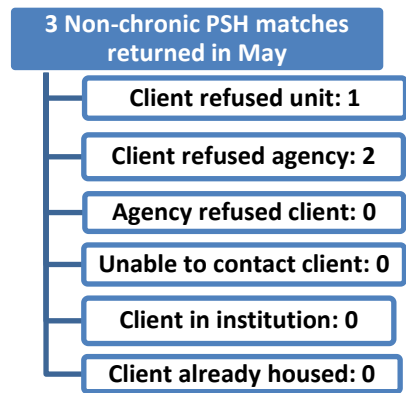 3 Non-chronic PSH matches
returned in May
Client refused unit: 1
Client refused agency: 2
Agency refused client: 0
Unable to contact client: 0
Client in institution: 0
Client already housed: 0